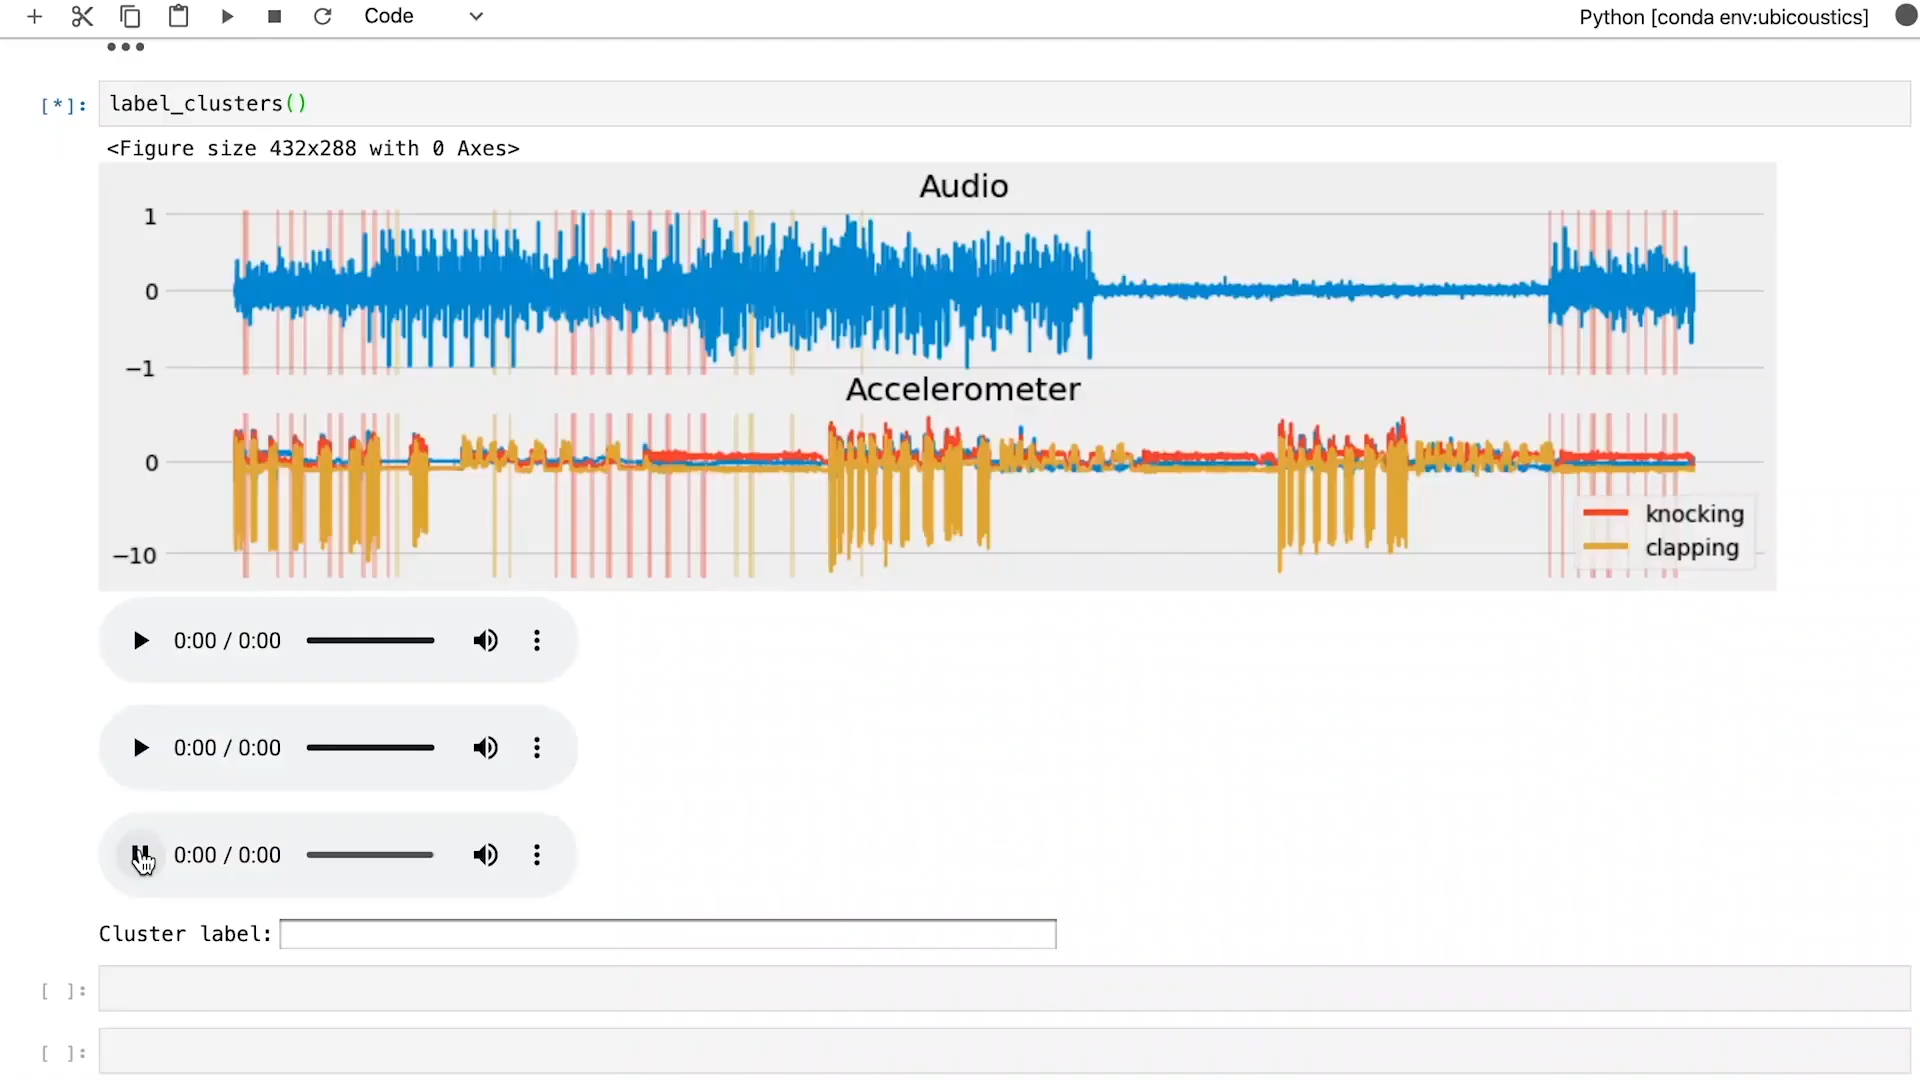 Code
Python [conda env:ubicoustics]
[*]:
label_clusters()
<Figure size 432x288 with 0 Axes>
Audio
1
0
−1
Accelerometer
0
−10
knocking
clapping
0:00 / 0:00
0:00 / 0:00
0:00 / 0:00
Cluster label:
[ ]:
[ ]: